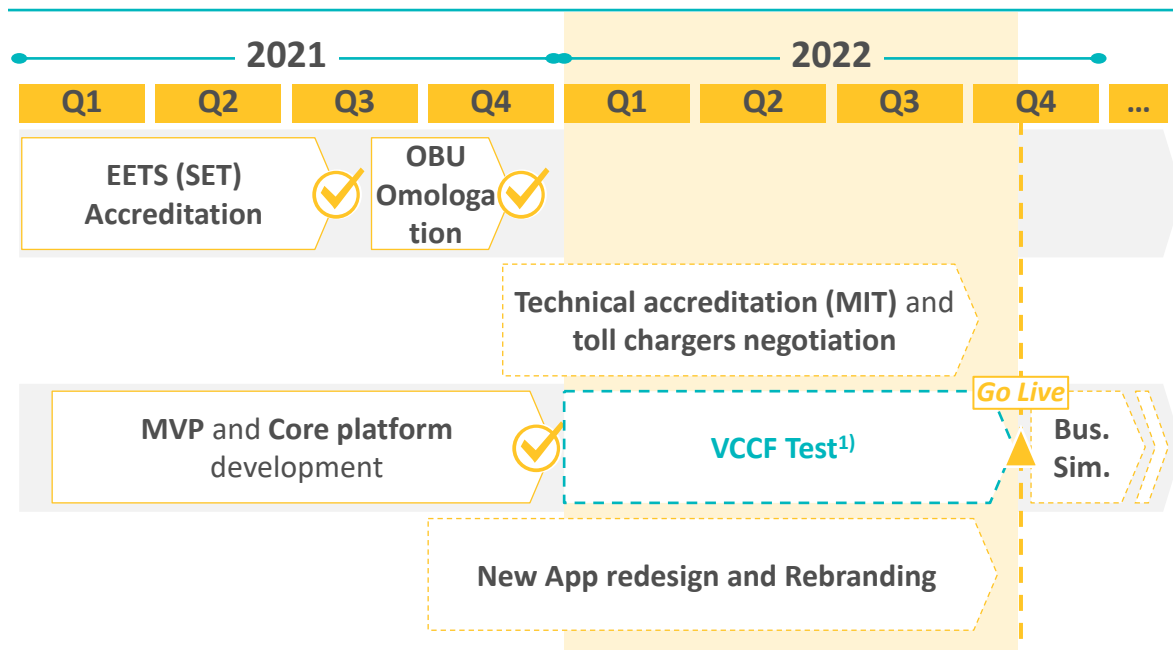 2021 2022
Q1 Q2 Q3 Q4 Q1 Q2 Q3 Q4 ...
EETS (SET)
Accreditation
OBU
Omologa
tion
Technical accreditation (MIT) and
toll chargers negotiation
Go Live
MVP and Core platform
development
VCCF Test¹⁾
Bus.
Sim.
New App redesign and Rebranding